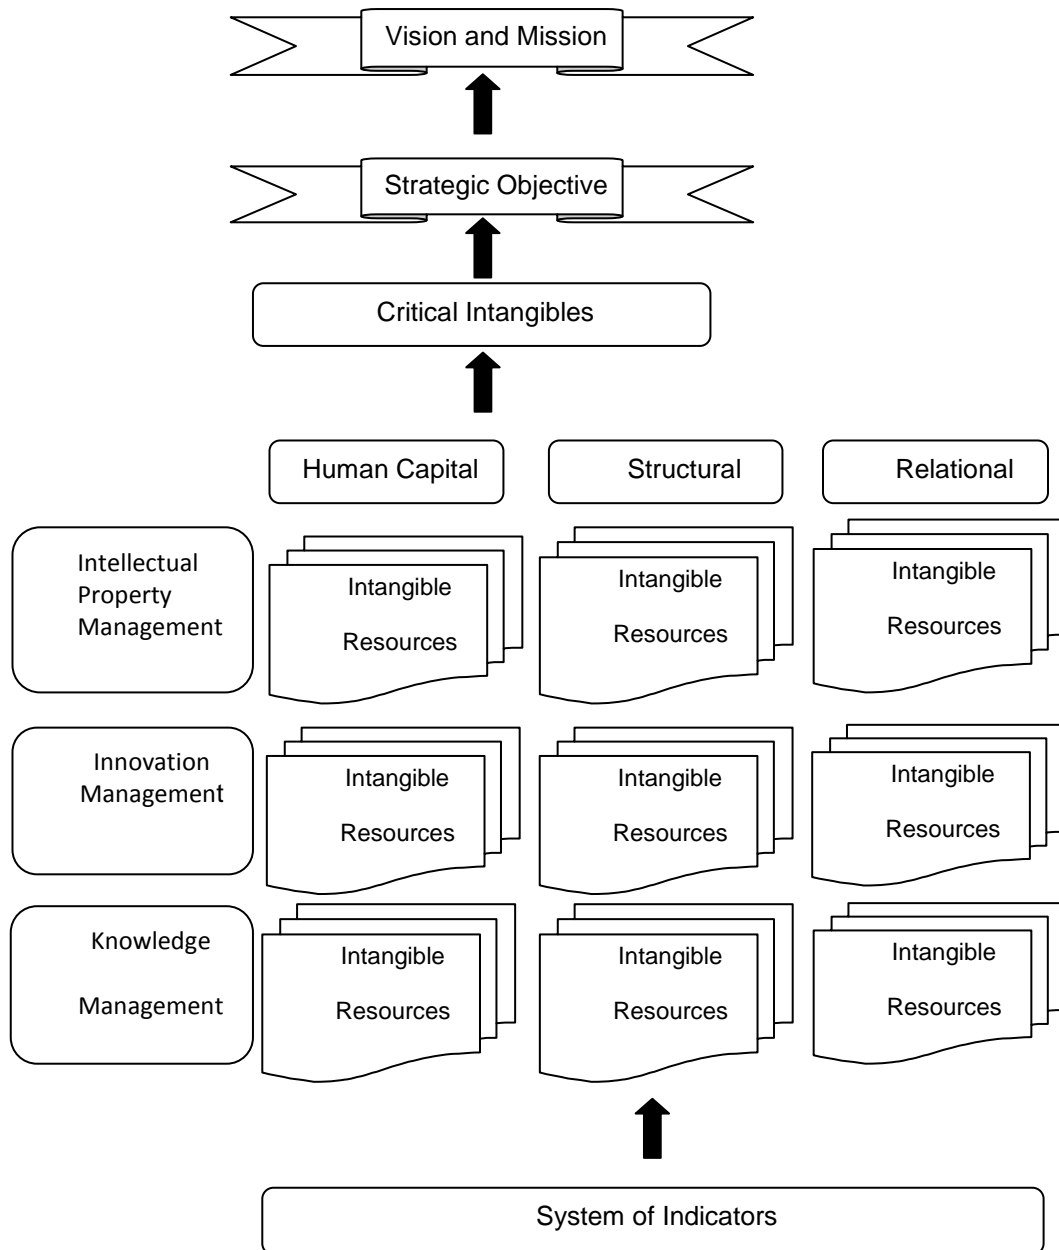 Vision and Mission
Strategic Objective
Critical Intangibles
Human Capital
Structural
Relational
Intellectual
Property
Management
Intangible
Resources
Intangible
Resources
Intangible
Resources
Innovation
Management
Intangible
Resources
Intangible
Resources
Intangible
Resources
Knowledge
Management
Intangible
Resources
Intangible
Resources
Intangible
Resources
System of Indicators